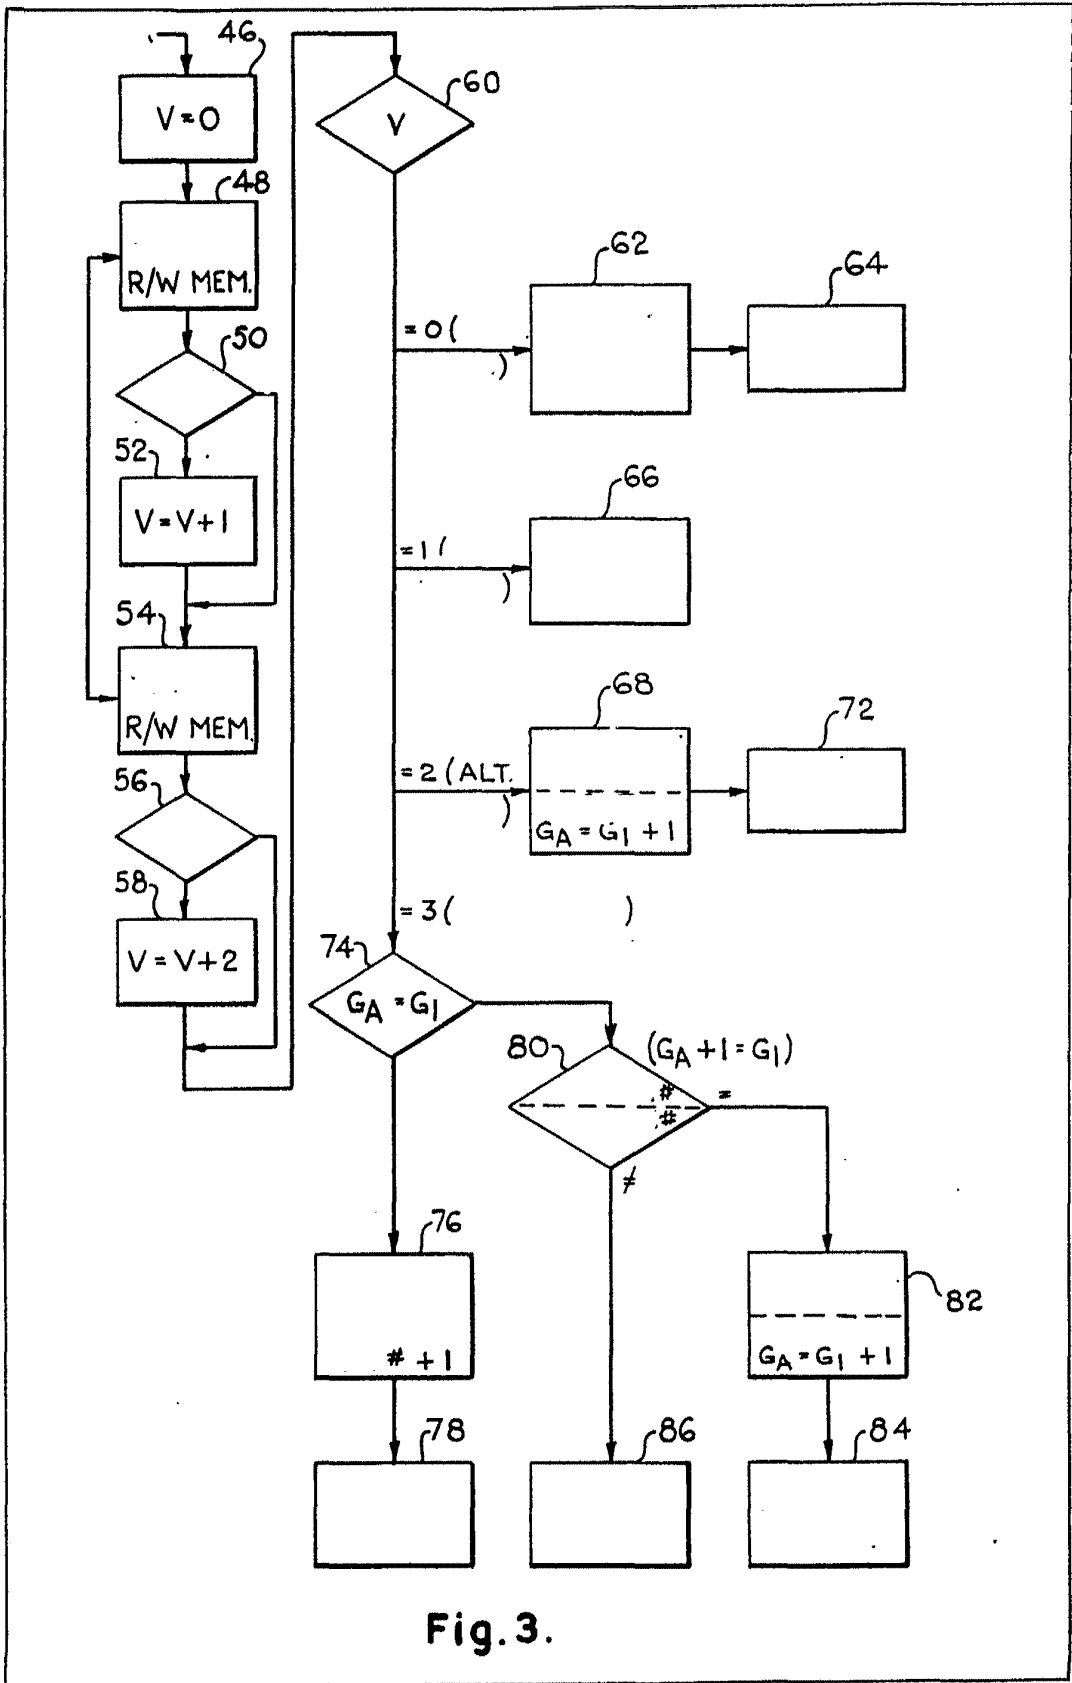 46
V=0
48
R/W MEM.
50
52
V=V+1
54
R/W MEM.
56
58
V=V+2
60
V
=0 (
)
62
64
=1 (
)
66
=2 (ALT.
)
68
GA = G1 + 1
72
=3 ( )
74
GA = G1
80
(GA +1 = G1)
#
#
=
≠
76
# +1
82
GA = G1 +1
78
86
84
Fig. 3.